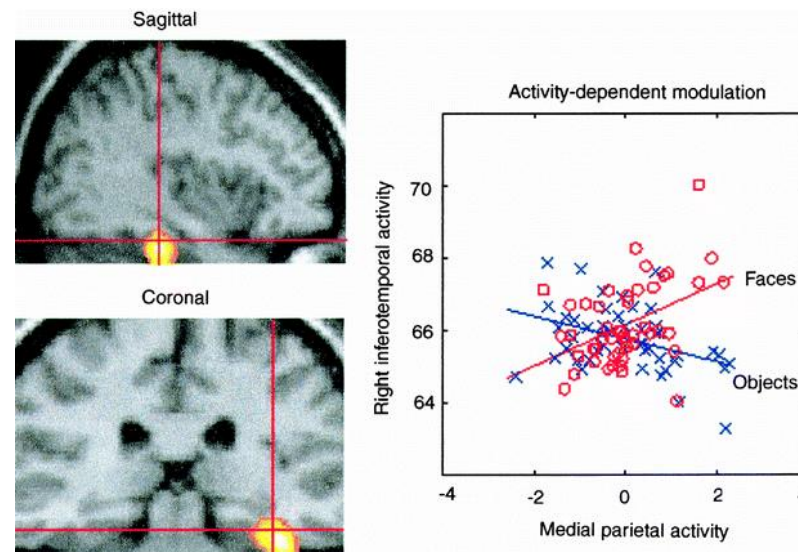 Sagittal
Coronal
Activity-dependent modulation
Right inferotemporal activity
70
68
66
64
Faces
Objects
-4
-2
0
2
Medial parietal activity